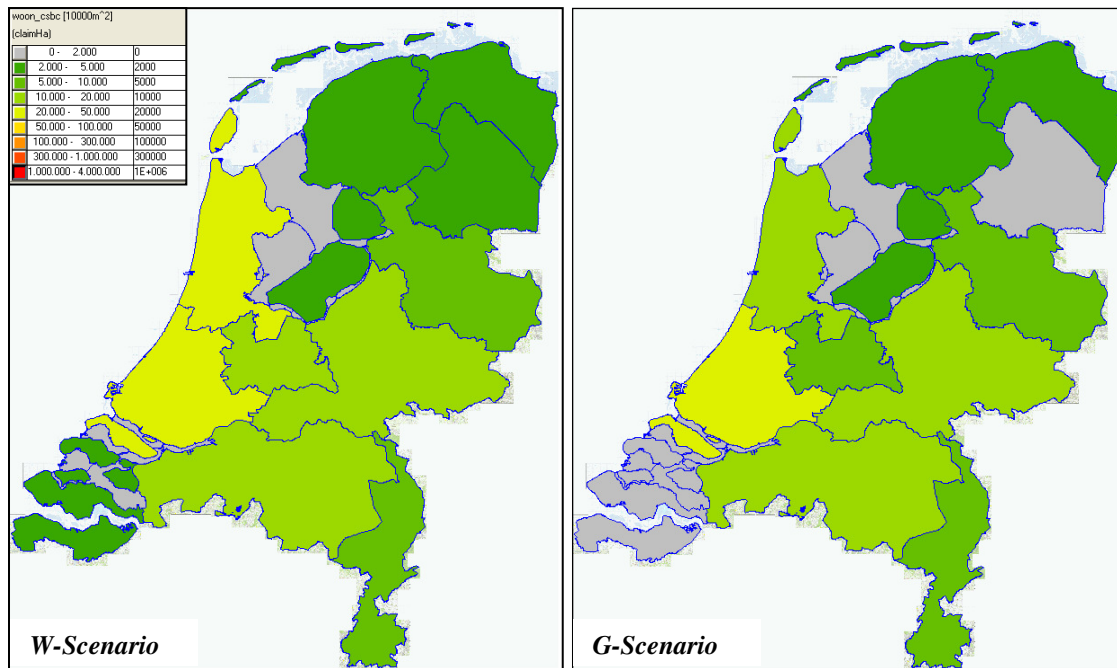 woon_csbc [10000m^2]
(claimHa)
0 - 2.000 0
2.000 - 5.000 2000
5.000 - 10.000 5000
10.000 - 20.000 10000
20.000 - 50.000 20000
50.000 - 100.000 50000
100.000 - 300.000 100000
300.000 - 1.000.000 300000
1.000.000 - 4.000.000 1E+006
W-Scenario
G-Scenario